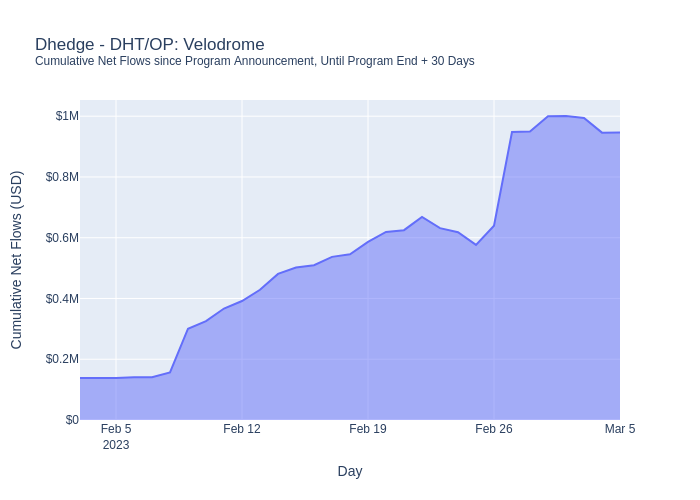 Dhedge - DHT/OP: Velodrome
Cumulative Net Flows since Program Announcement, Until Program End + 30 Days
Cumulative Net Flows (USD)
$1M
$0.8M
$0.6M
$0.4M
$0.2M
$0
Feb 5
2023
Feb 12
Feb 19
Feb 26
Mar 5
Day